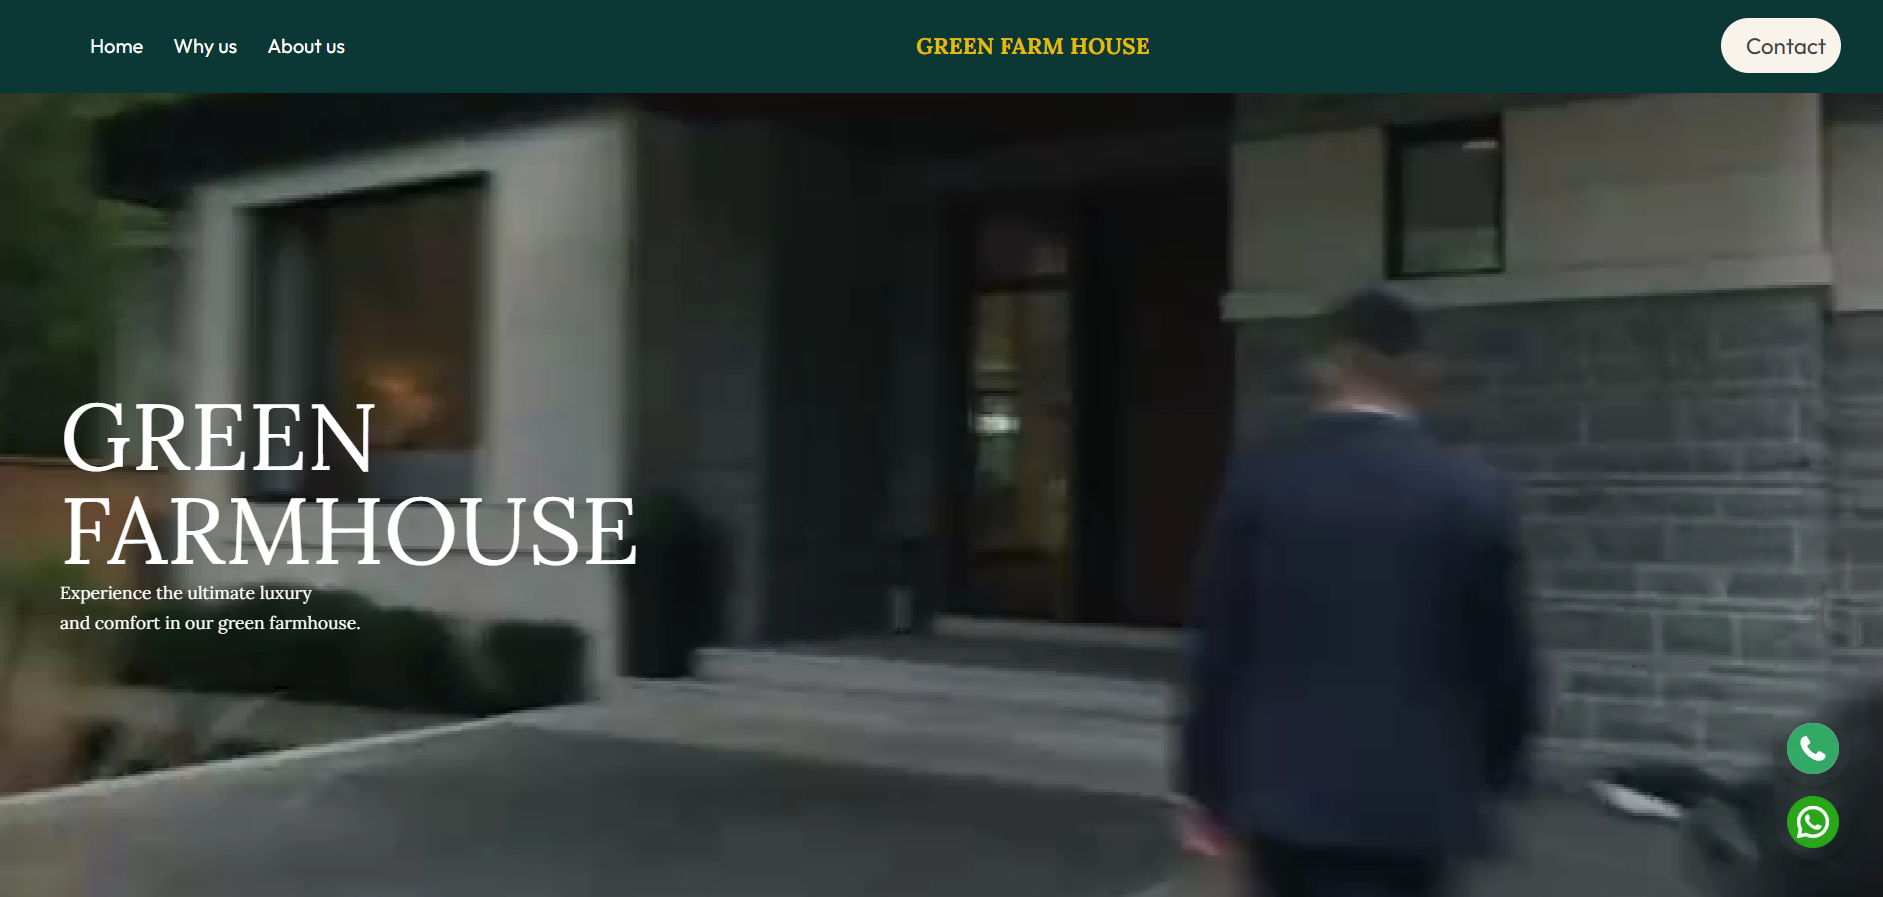 Home Why us About us GREEN FARM HOUSE Contact
GREEN
FARMHOUSE
Experience the ultimate luxury
and comfort in our green farmhouse.